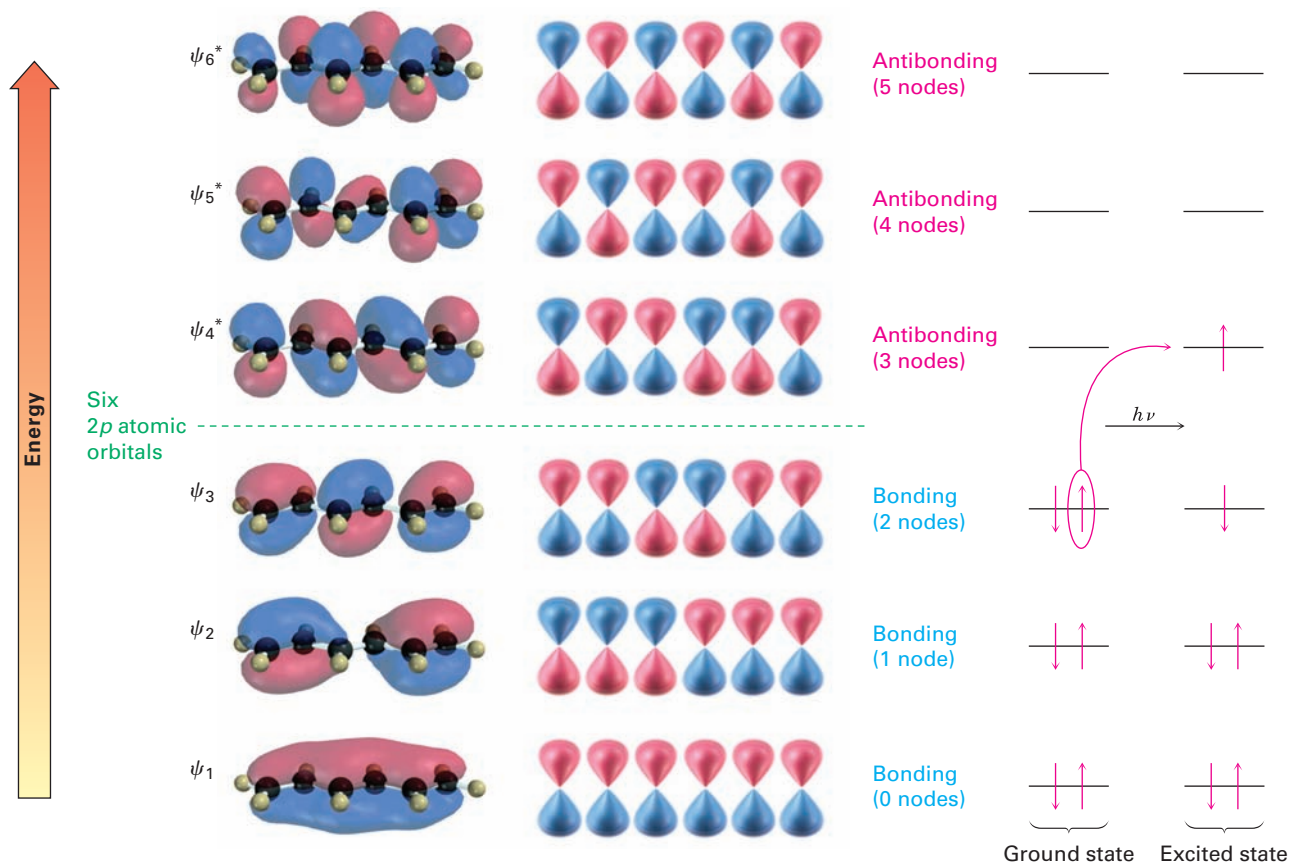 ψ6*
Antibonding
(5 nodes)
ψ5*
Antibonding
(4 nodes)
ψ4*
Antibonding
(3 nodes)
Energy
Six
2p atomic
orbitals
hν
ψ3
Bonding
(2 nodes)
ψ2
Bonding
(1 node)
ψ1
Bonding
(0 nodes)
Ground state
Excited state